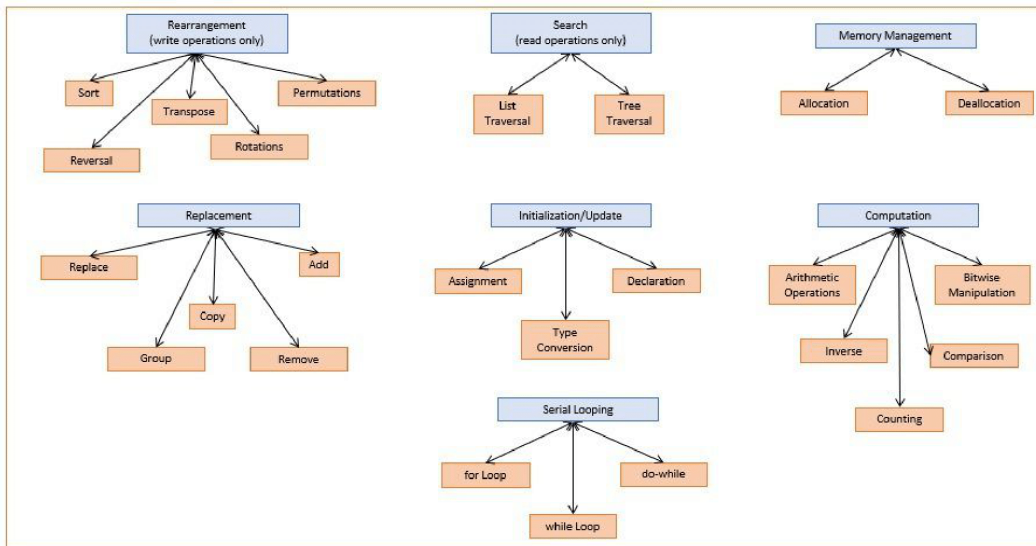 Rearrangement
(write operations only)
Sort
Transpose
Permutations
Reversal
Rotations
Search
(read operations only)
List
Traversal
Tree
Traversal
Memory Management
Allocation
Deallocation
Replacement
Replace
Add
Copy
Group
Remove
Initialization/Update
Assignment
Declaration
Type
Conversion
Computation
Arithmetic
Operations
Bitwise
Manipulation
Inverse
Comparison
Counting
Serial Looping
for Loop
do-while
while Loop